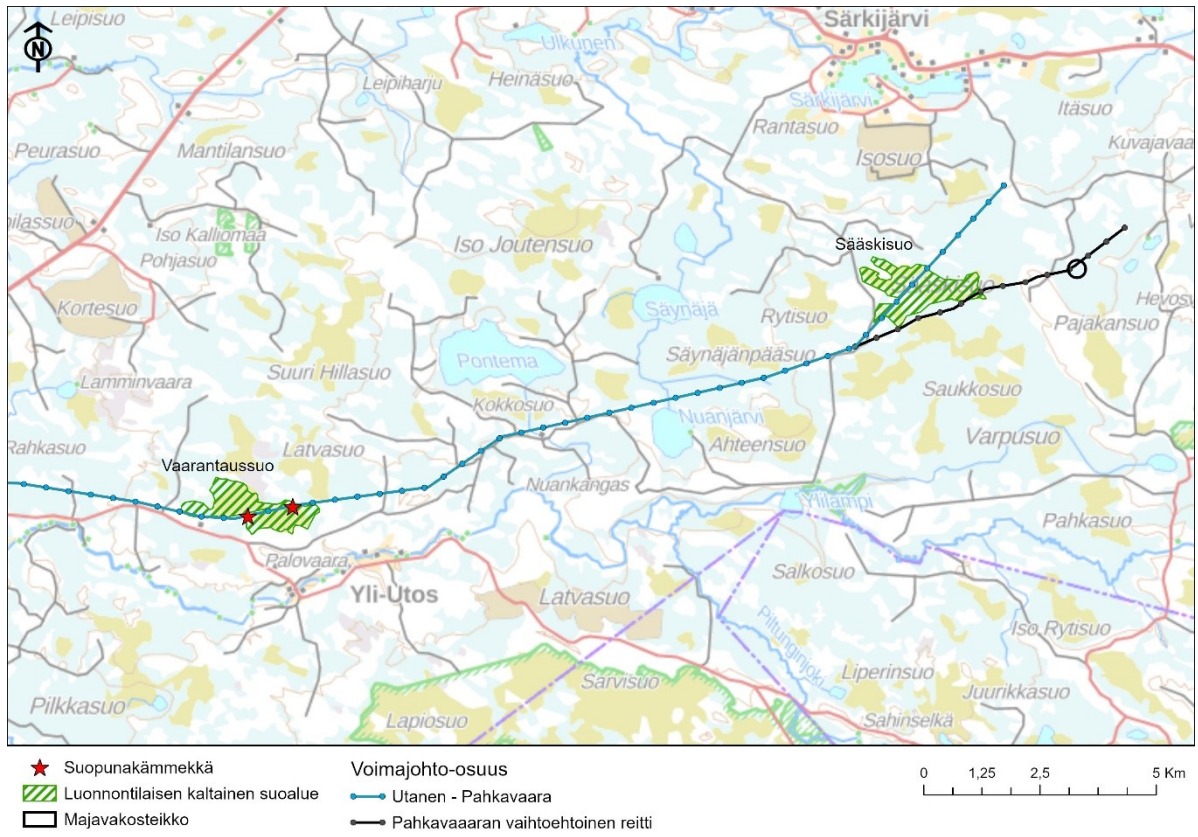 Leipisuo
Särkijärvi
N
Ulkunen
Leipiharju
Heinäsuo
Särkijärvi
Itäsuo
Rantasuo
Peurasuo
Mantilansuo
Isosuo
Kuvajavaa
Iso Kalliomaa
Iso Joutensuo
Sääskisuo
Pohjasuo
Kortesuo
Säynäjä
Rytisuo
Hevosv
Pajakansuo
Pontema
Säynäjänpääsuo
Suuri Hillasuo
Lamminvaara
Saukkosuo
Kokkosuo
Nuanjärvi
Rahkasuo
Latvasuo
Ahteensuo
Varpusuo
Vaarantaussuo
Nuankangas
Ylilampi
Pahkasuo
Palovaara
Salkosuo
Yli-Utos
Latvasuo
Piltunginjoki
Iso Rytisuo
Sarvisuo
Liperinsuo
Pilkkasuo
Juurikkasuo
Lapiosuo
Sahinselkä
Suopunakämmekkä
Luonnontilaisen kaltainen suoalue
Majavakosteikko
Voimajohto-osuus
Utanen - Pahkavaara
Pahkavaaaran vaihtoehtoinen reitti
0 1,25 2,5 5 Km